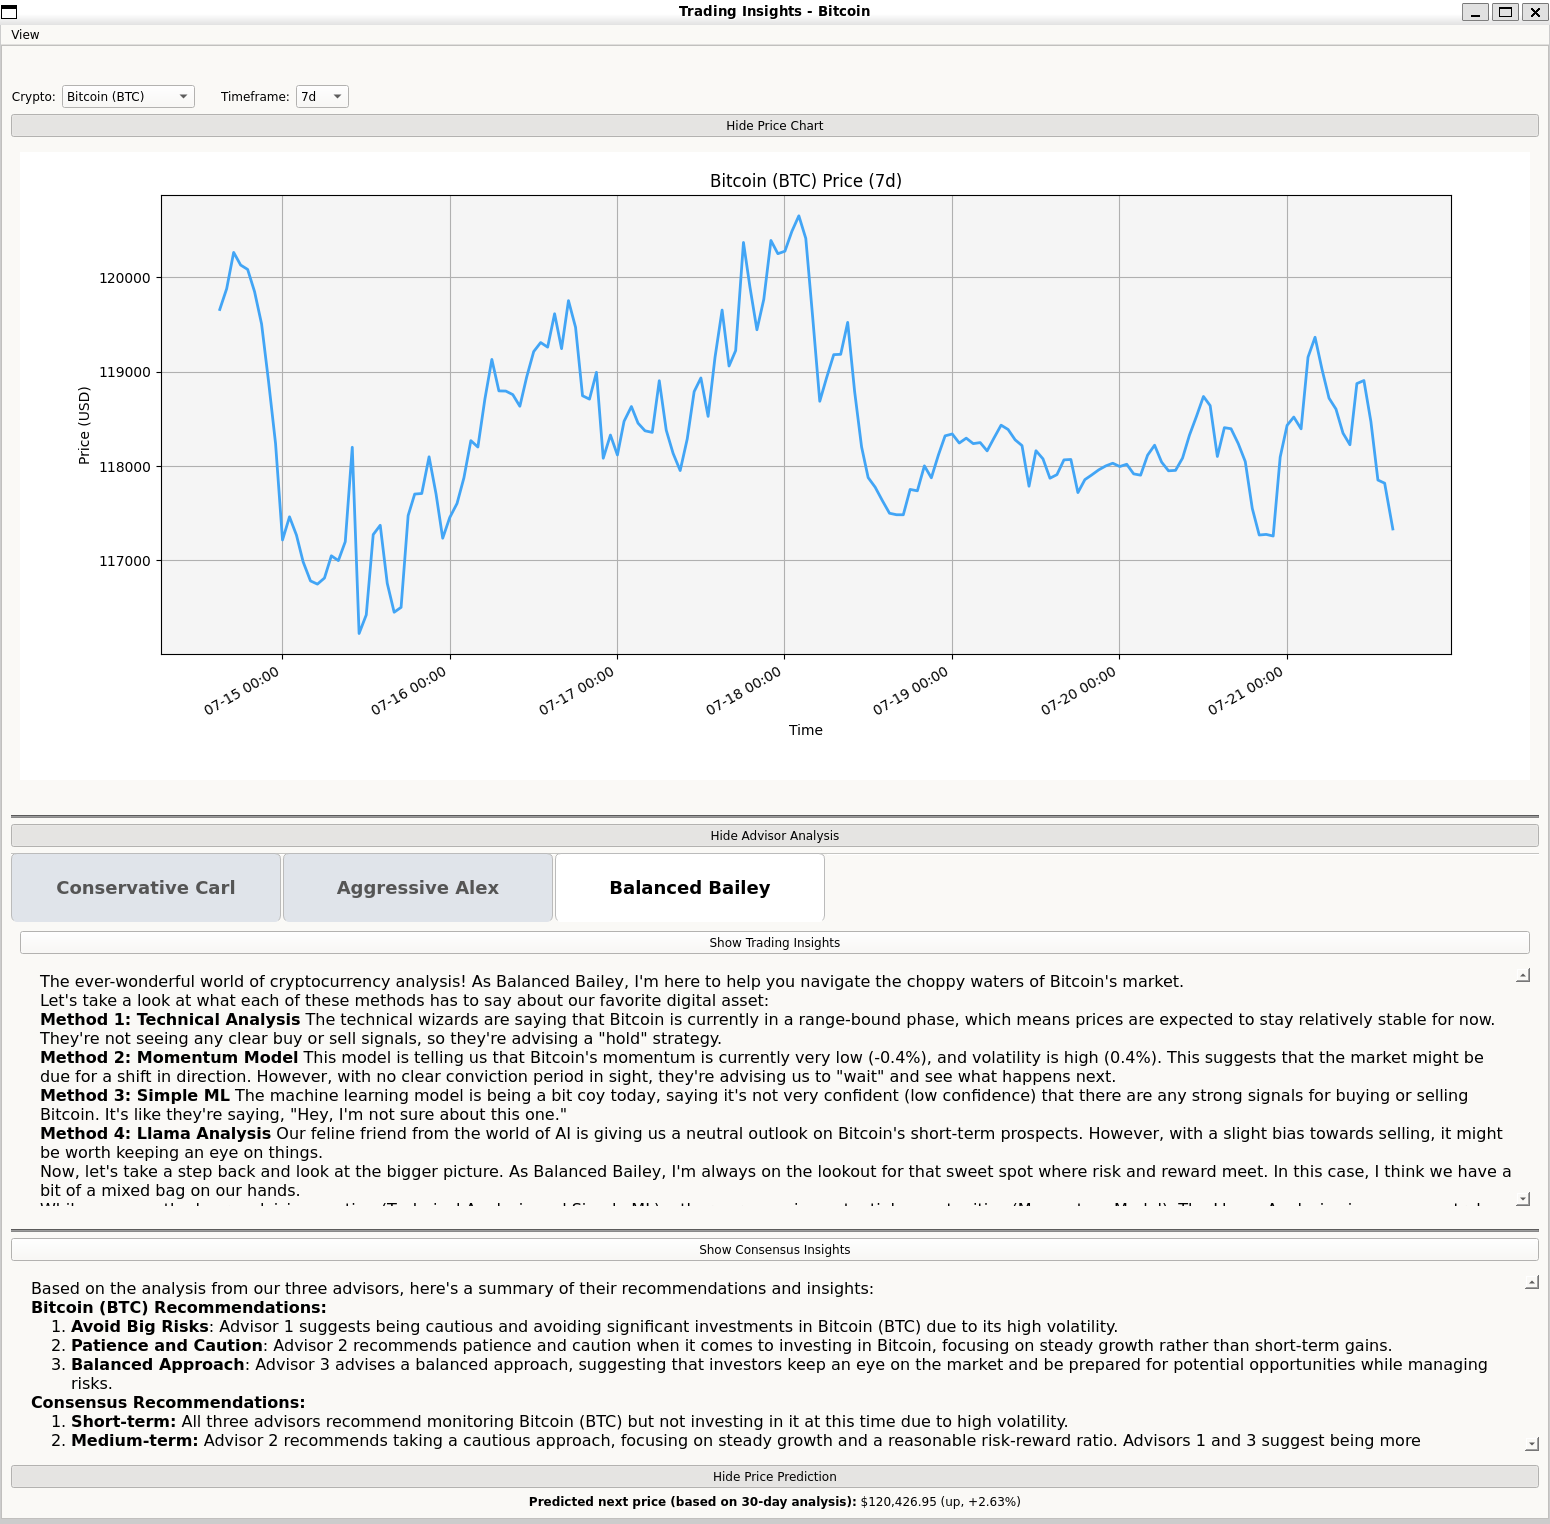 Trading Insights - Bitcoin
View
Crypto: Bitcoin (BTC) Timeframe: 7d
Hide Price Chart
Bitcoin (BTC) Price (7d)
Price (USD)
120000
119000
118000
117000
07-15 00:00 07-16 00:00 07-17 00:00 07-18 00:00 07-19 00:00 07-20 00:00 07-21 00:00
Time
Hide Advisor Analysis
Conservative Carl Aggressive Alex Balanced Bailey
Show Trading Insights
The ever-wonderful world of cryptocurrency analysis! As Balanced Bailey, I'm here to help you navigate the choppy waters of Bitcoin's market.
Let's take a look at what each of these methods has to say about our favorite digital asset:
Method 1: Technical Analysis The technical wizards are saying that Bitcoin is currently in a range-bound phase, which means prices are expected to stay relatively stable for now.
They're not seeing any clear buy or sell signals, so they're advising a "hold" strategy.
Method 2: Momentum Model This model is telling us that Bitcoin's momentum is currently very low (-0.4%), and volatility is high (0.4%). This suggests that the market might be
due for a shift in direction. However, with no clear conviction period in sight, they're advising us to "wait" and see what happens next.
Method 3: Simple ML The machine learning model is being a bit coy today, saying it's not very confident (low confidence) that there are any strong signals for buying or selling
Bitcoin. It's like they're saying, "Hey, I'm not sure about this one."
Method 4: Llama Analysis Our feline friend from the world of AI is giving us a neutral outlook on Bitcoin's short-term prospects. However, with a slight bias towards selling, it might
be worth keeping an eye on things.
Now, let's take a step back and look at the bigger picture. As Balanced Bailey, I'm always on the lookout for that sweet spot where risk and reward meet. In this case, I think we have a
bit of a mixed bag on our hands.
Show Consensus Insights
Based on the analysis from our three advisors, here's a summary of their recommendations and insights:
Bitcoin (BTC) Recommendations:
1. Avoid Big Risks: Advisor 1 suggests being cautious and avoiding significant investments in Bitcoin (BTC) due to its high volatility.
2. Patience and Caution: Advisor 2 recommends patience and caution when it comes to investing in Bitcoin, focusing on steady growth rather than short-term gains.
3. Balanced Approach: Advisor 3 advises a balanced approach, suggesting that investors keep an eye on the market and be prepared for potential opportunities while managing
risks.
Consensus Recommendations:
1. Short-term: All three advisors recommend monitoring Bitcoin (BTC) but not investing in it at this time due to high volatility.
2. Medium-term: Advisor 2 recommends taking a cautious approach, focusing on steady growth and a reasonable risk-reward ratio. Advisors 1 and 3 suggest being more
Hide Price Prediction
Predicted next price (based on 30-day analysis): $120,426.95 (up, +2.63%)